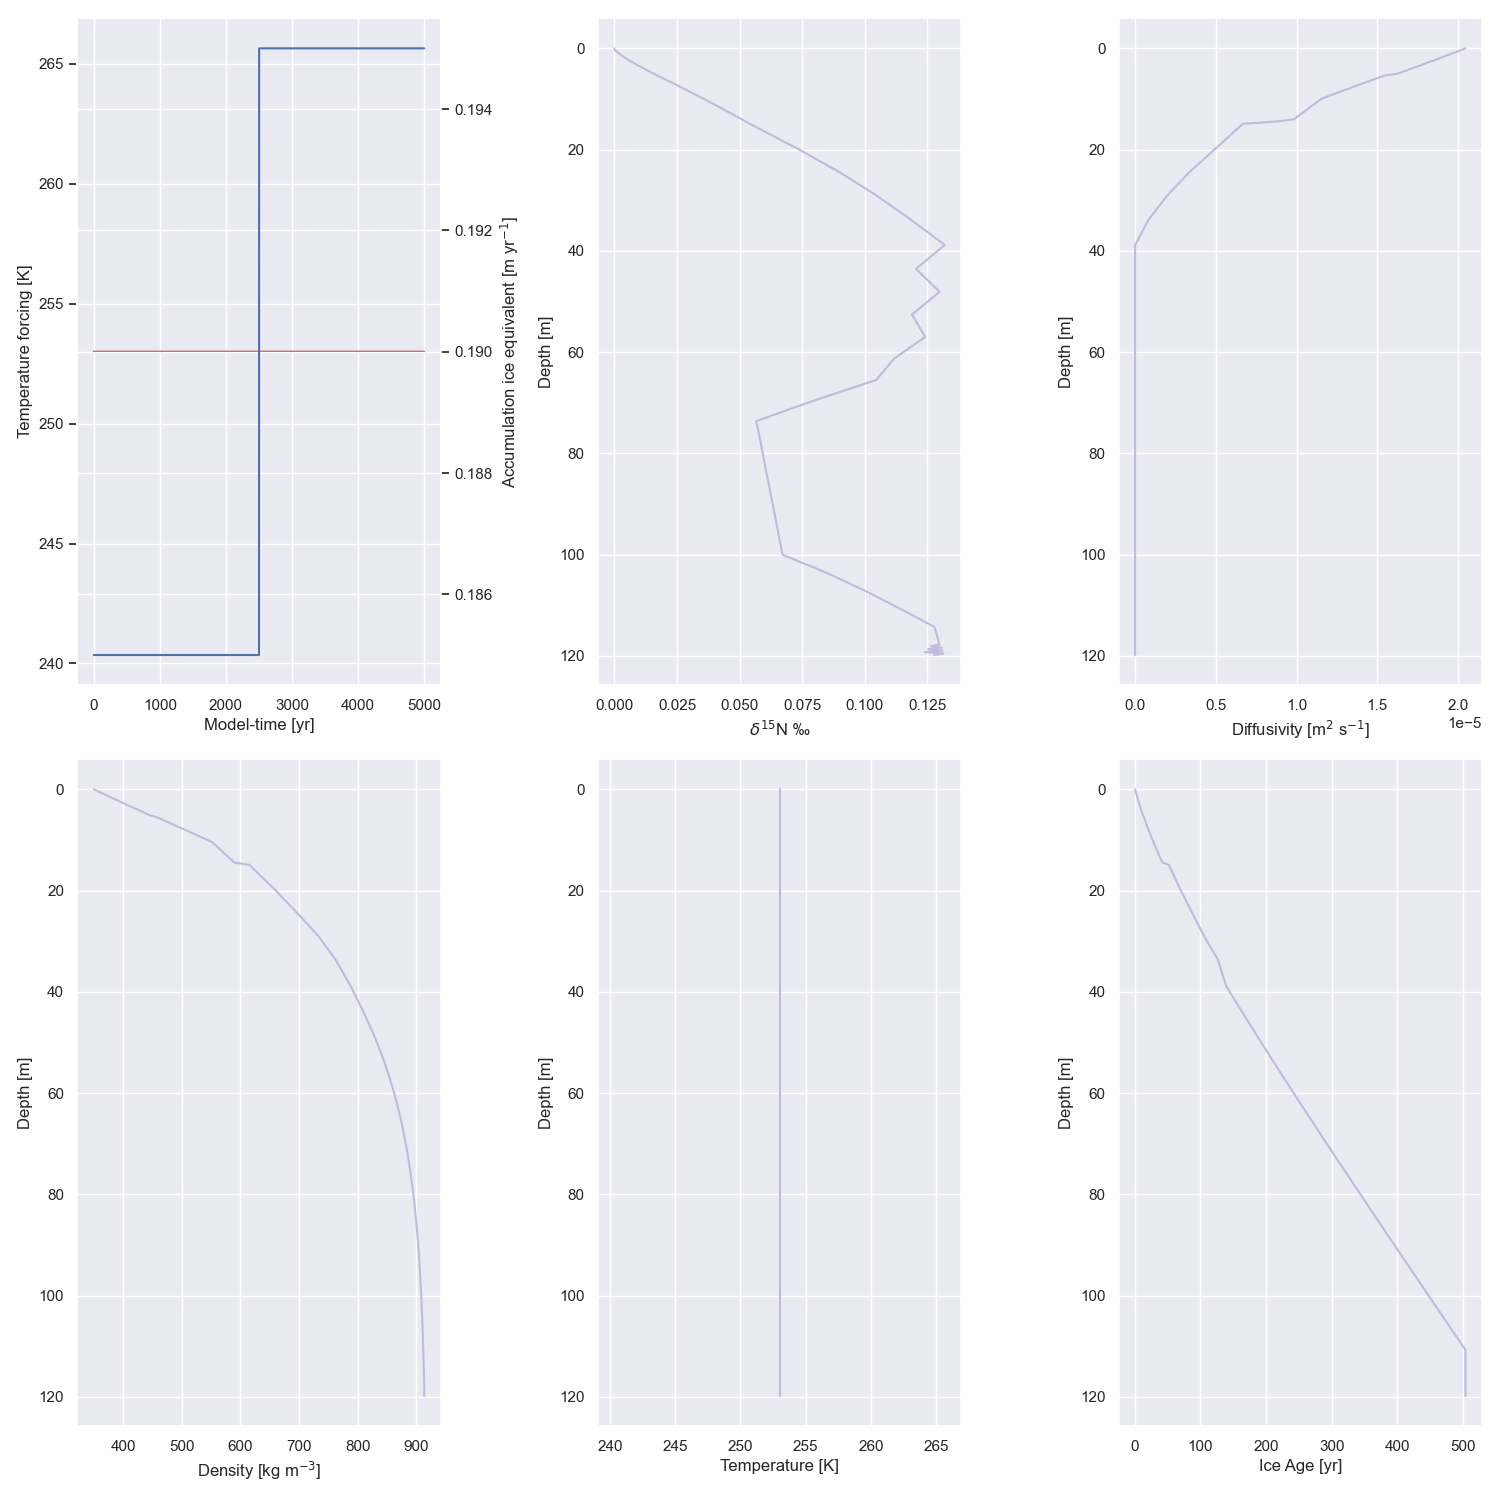 265
260
255
250
245
240
Temperature forcing [K]
0.194
0.192
0.190
0.188
0.186
Accumulation ice equivalent [m yr⁻¹]
0 1000 2000 3000 4000 5000
Model-time [yr]
0
20
40
60
80
100
120
Depth [m]
0.000 0.025 0.050 0.075 0.100 0.125
δ¹⁵N ‰
0
20
40
60
80
100
120
Depth [m]
0.0 0.5 1.0 1.5 2.0
1e−5
Diffusivity [m² s⁻¹]
0
20
40
60
80
100
120
Depth [m]
400 500 600 700 800 900
Density [kg m⁻³]
0
20
40
60
80
100
120
Depth [m]
240 245 250 255 260 265
Temperature [K]
0
20
40
60
80
100
120
Depth [m]
0 100 200 300 400 500
Ice Age [yr]